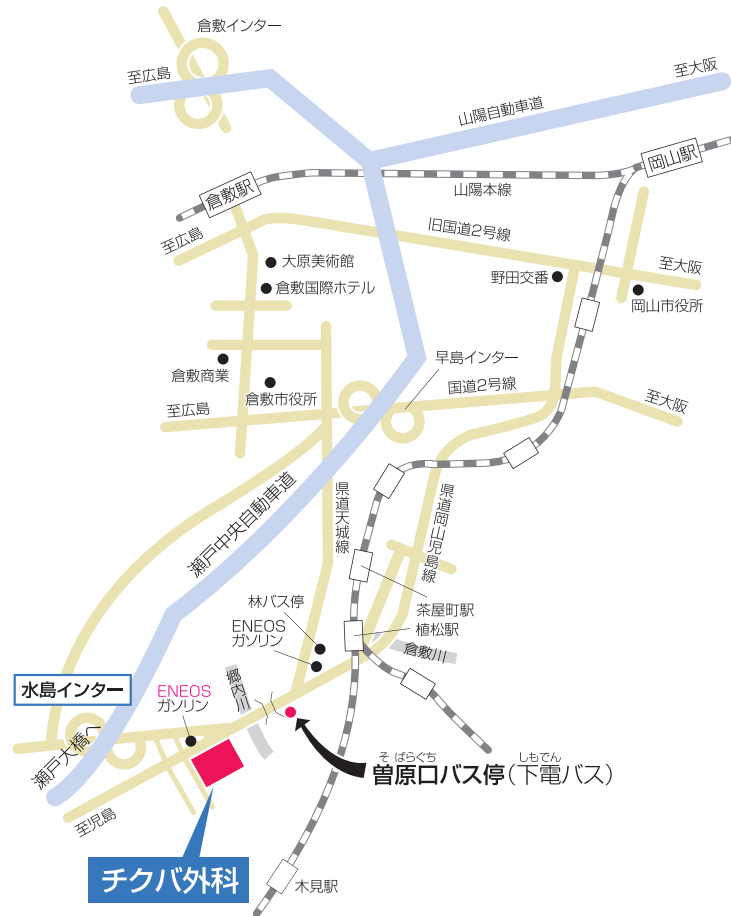 倉敷インター
至広島
至大阪
山陽自動車道
岡山駅
倉敷駅
山陽本線
至広島
旧国道2号線
大原美術館
至大阪
野田交番
倉敷国際ホテル
岡山市役所
早島インター
倉敷商業
国道2号線
倉敷市役所
至広島
至大阪
瀬戸中央自動車道
県道天城線
県道岡山児島線
林バス停
茶屋町駅
ENEOS
ガソリン
植松駅
倉敷川
郷内川
水島インター
ENEOS
ガソリン
瀬戸大橋へ
そばらぐち
しもでん
曽原口バス停(下電バス)
至児島
チクバ外科
木見駅